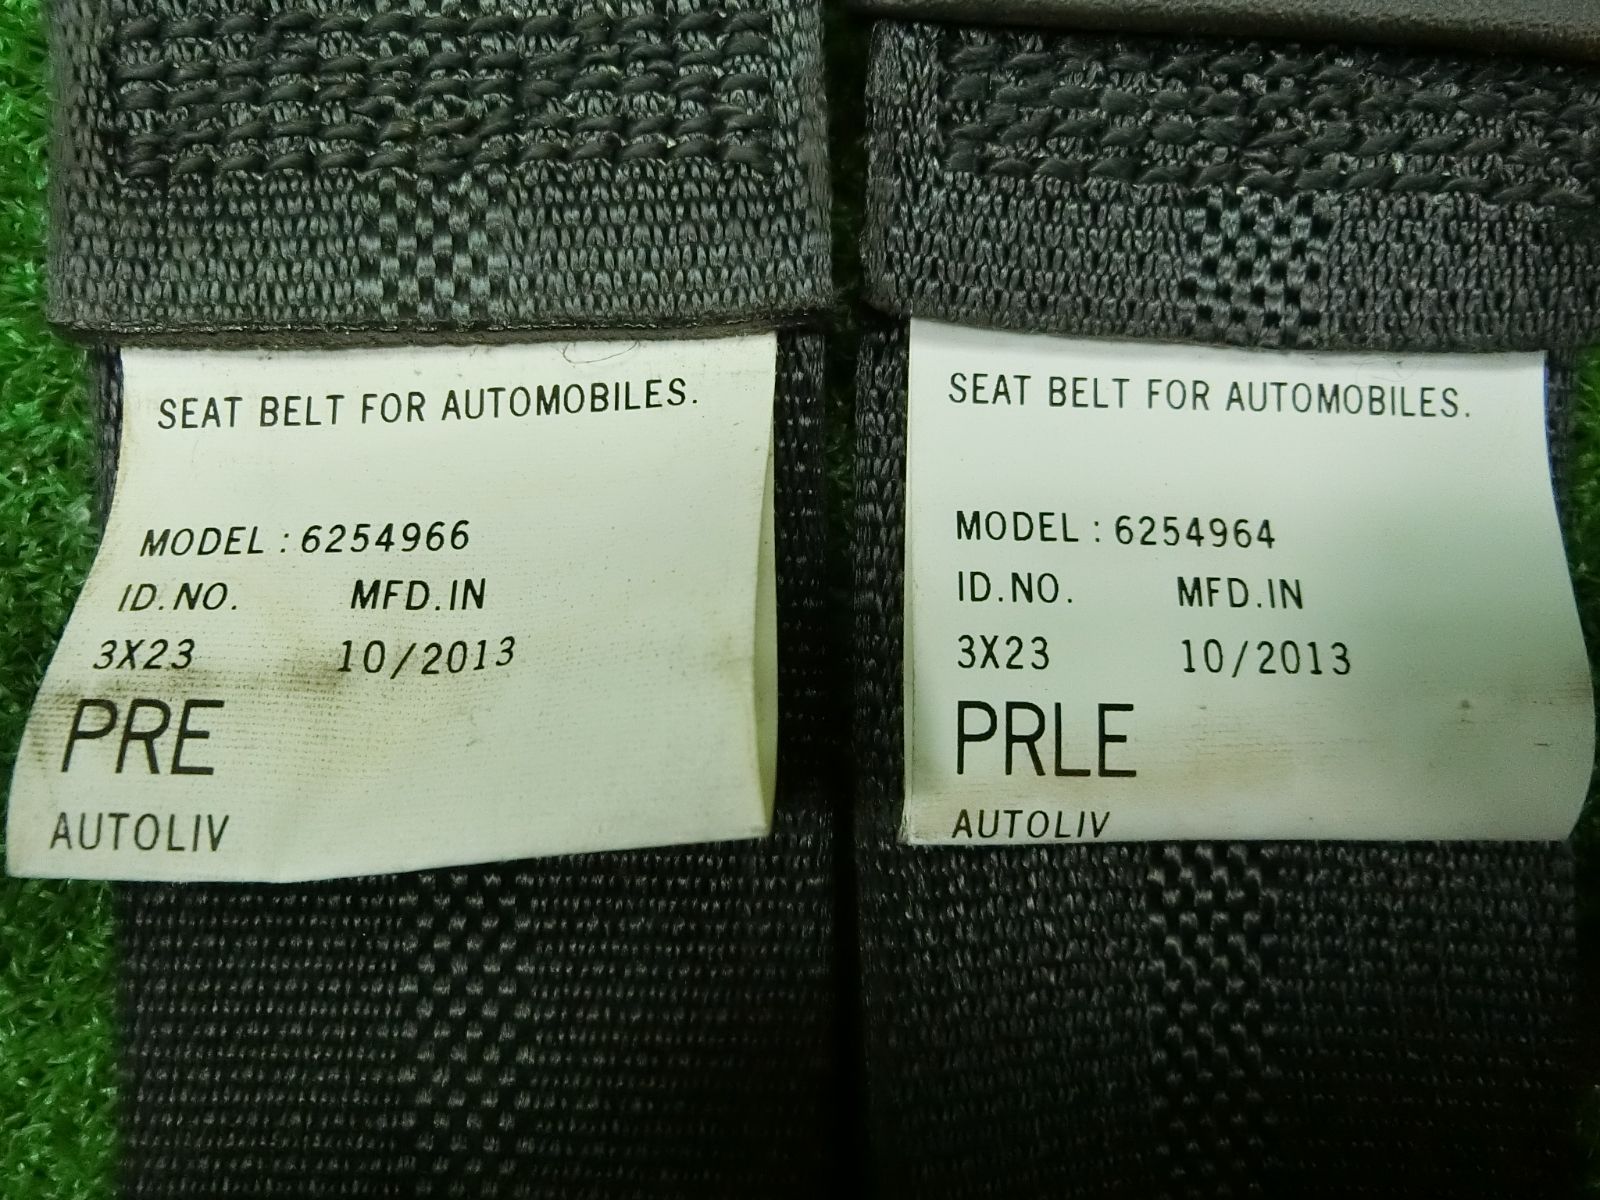 SEAT BELT FOR AUTOMOBILES.
MODEL : 6254966
ID.NO. MFD.IN
3X23 10/2013
PRE
AUTOLIV
SEAT BELT FOR AUTOMOBILES.
MODEL : 6254964
ID.NO. MFD.IN
3X23 10/2013
PRLE
AUTOLIV